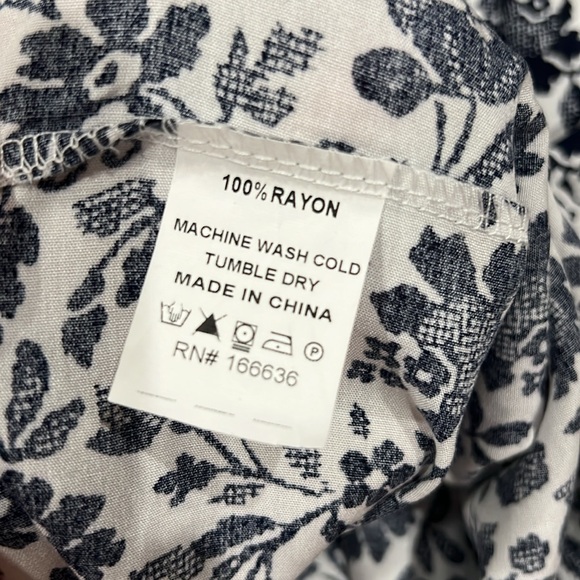 100% RAYON
MACHINE WASH COLD
TUMBLE DRY
MADE IN CHINA
P
RN# 166636